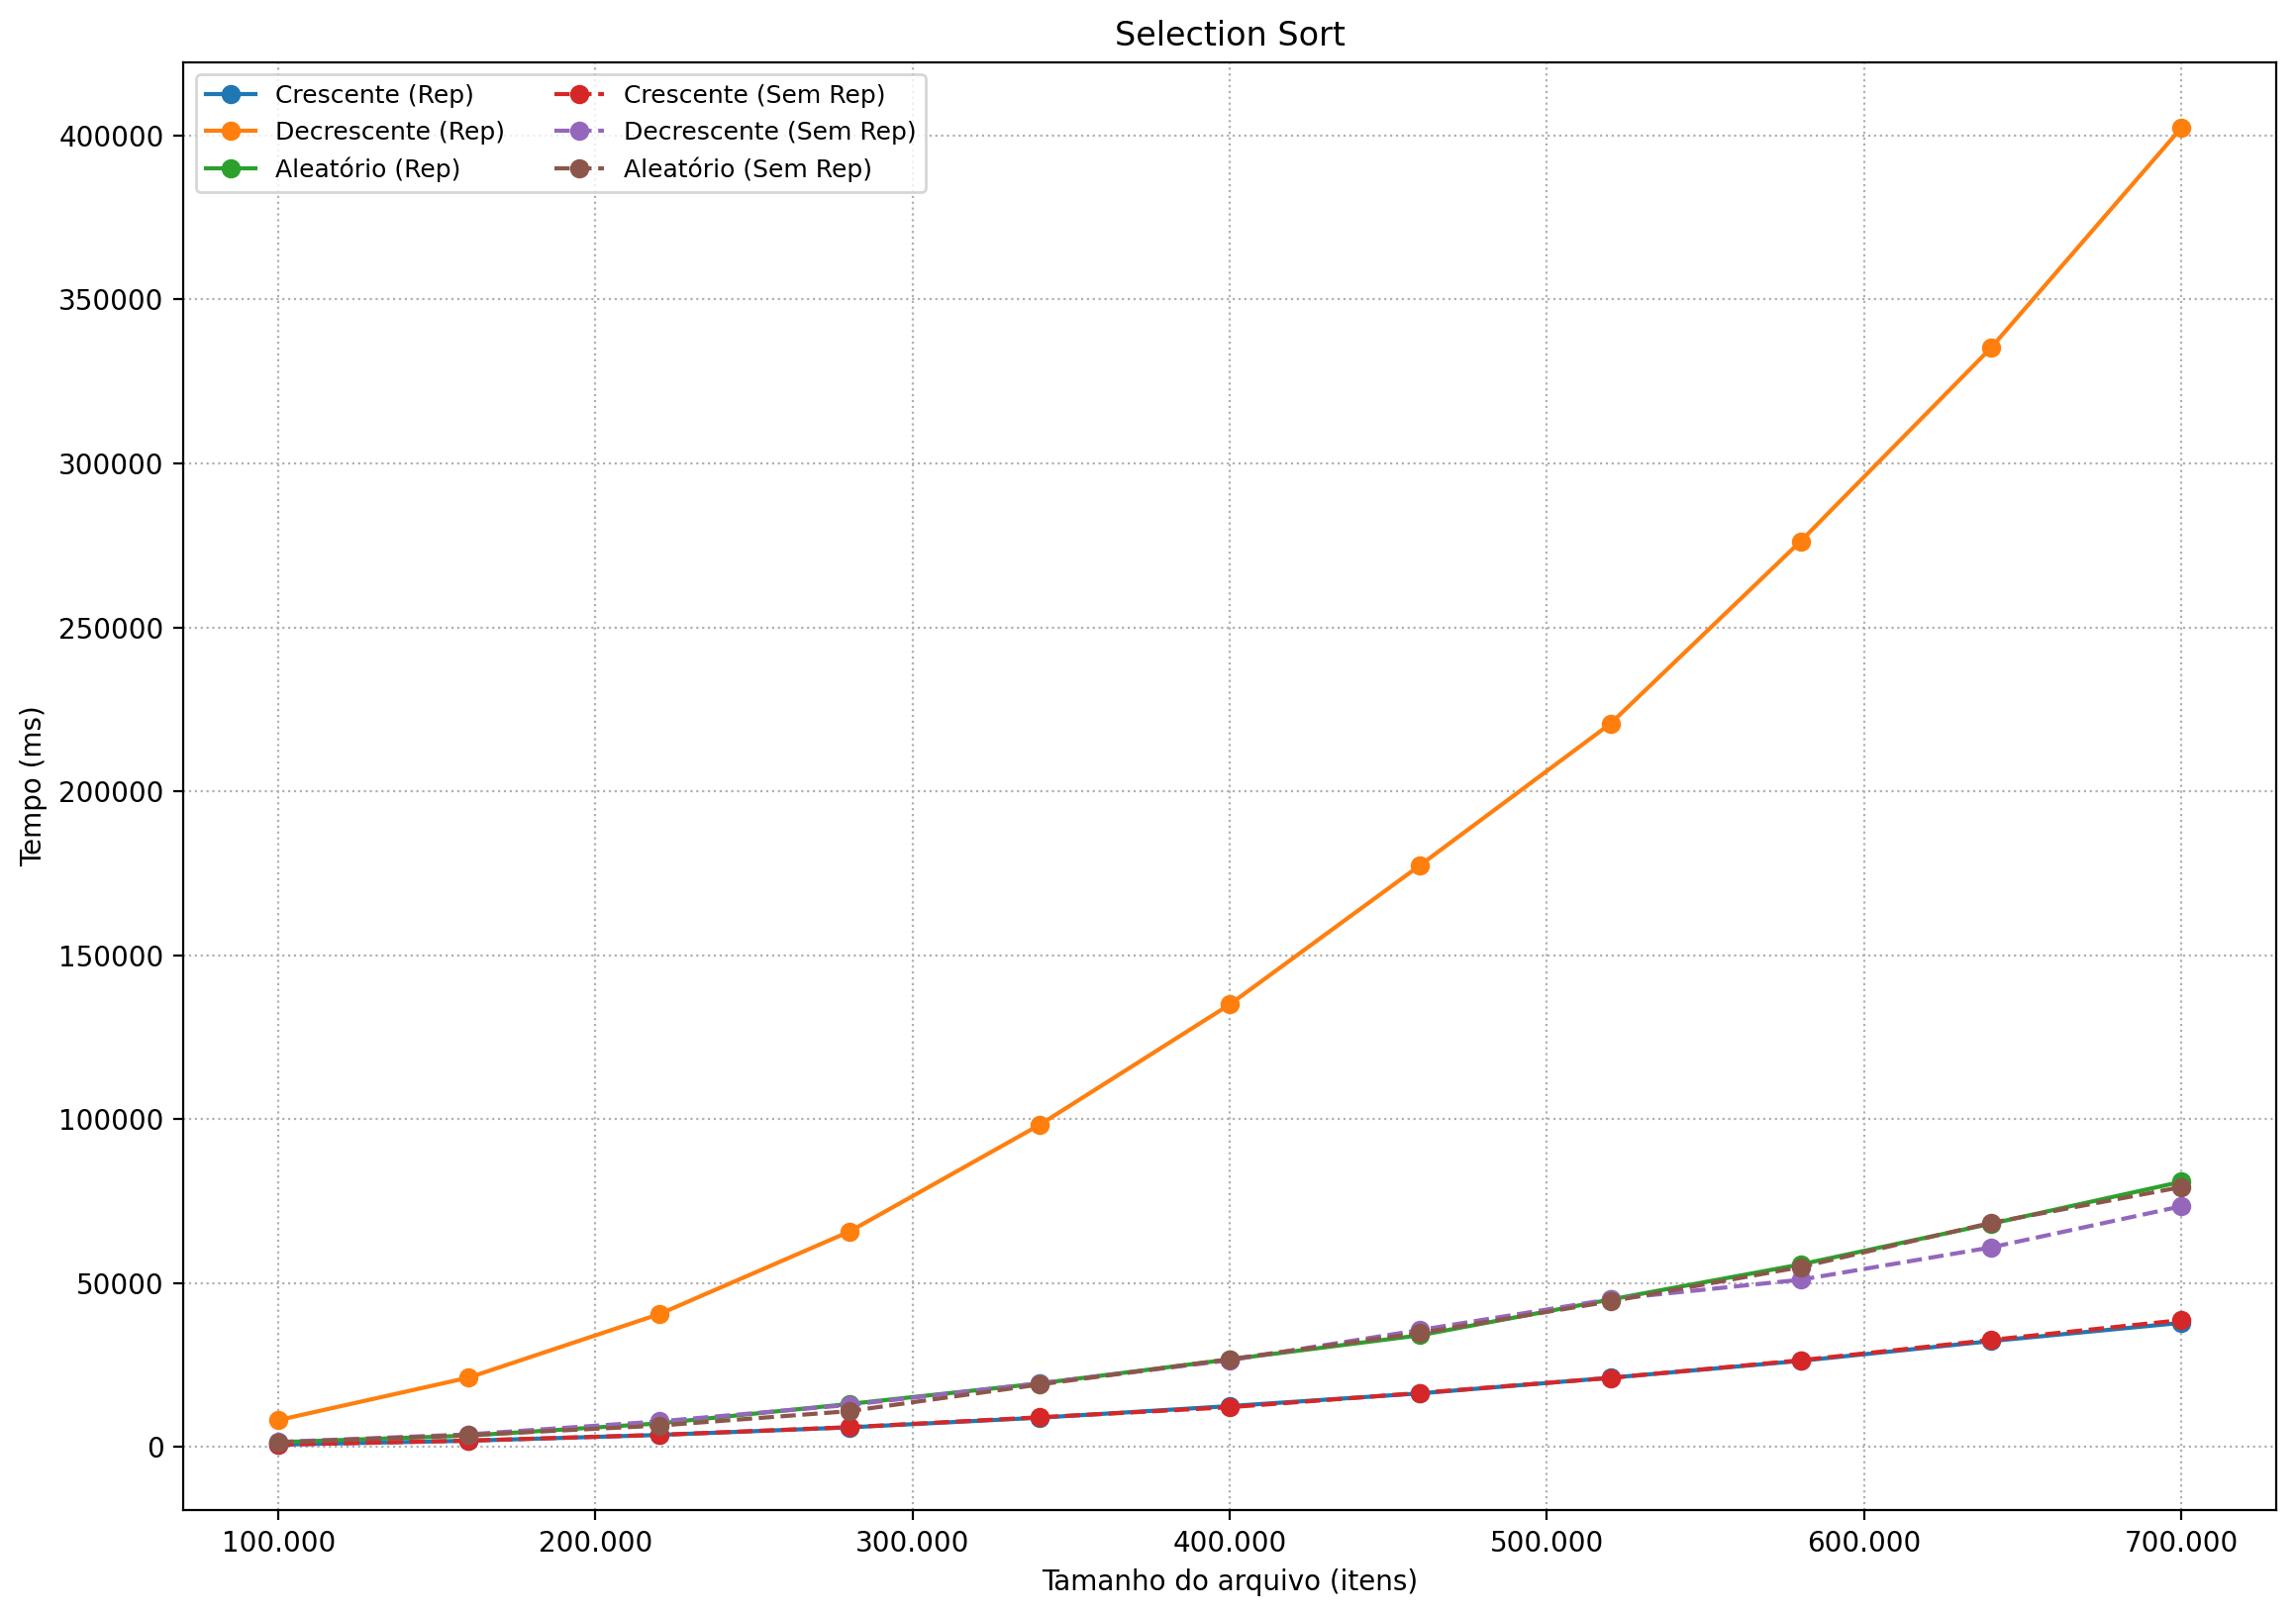 Selection Sort
Crescente (Rep)
Decrescente (Rep)
Aleatório (Rep)
Crescente (Sem Rep)
Decrescente (Sem Rep)
Aleatório (Sem Rep)
400000
350000
300000
250000
200000
150000
100000
50000
0
Tempo (ms)
100.000 200.000 300.000 400.000 500.000 600.000 700.000
Tamanho do arquivo (itens)